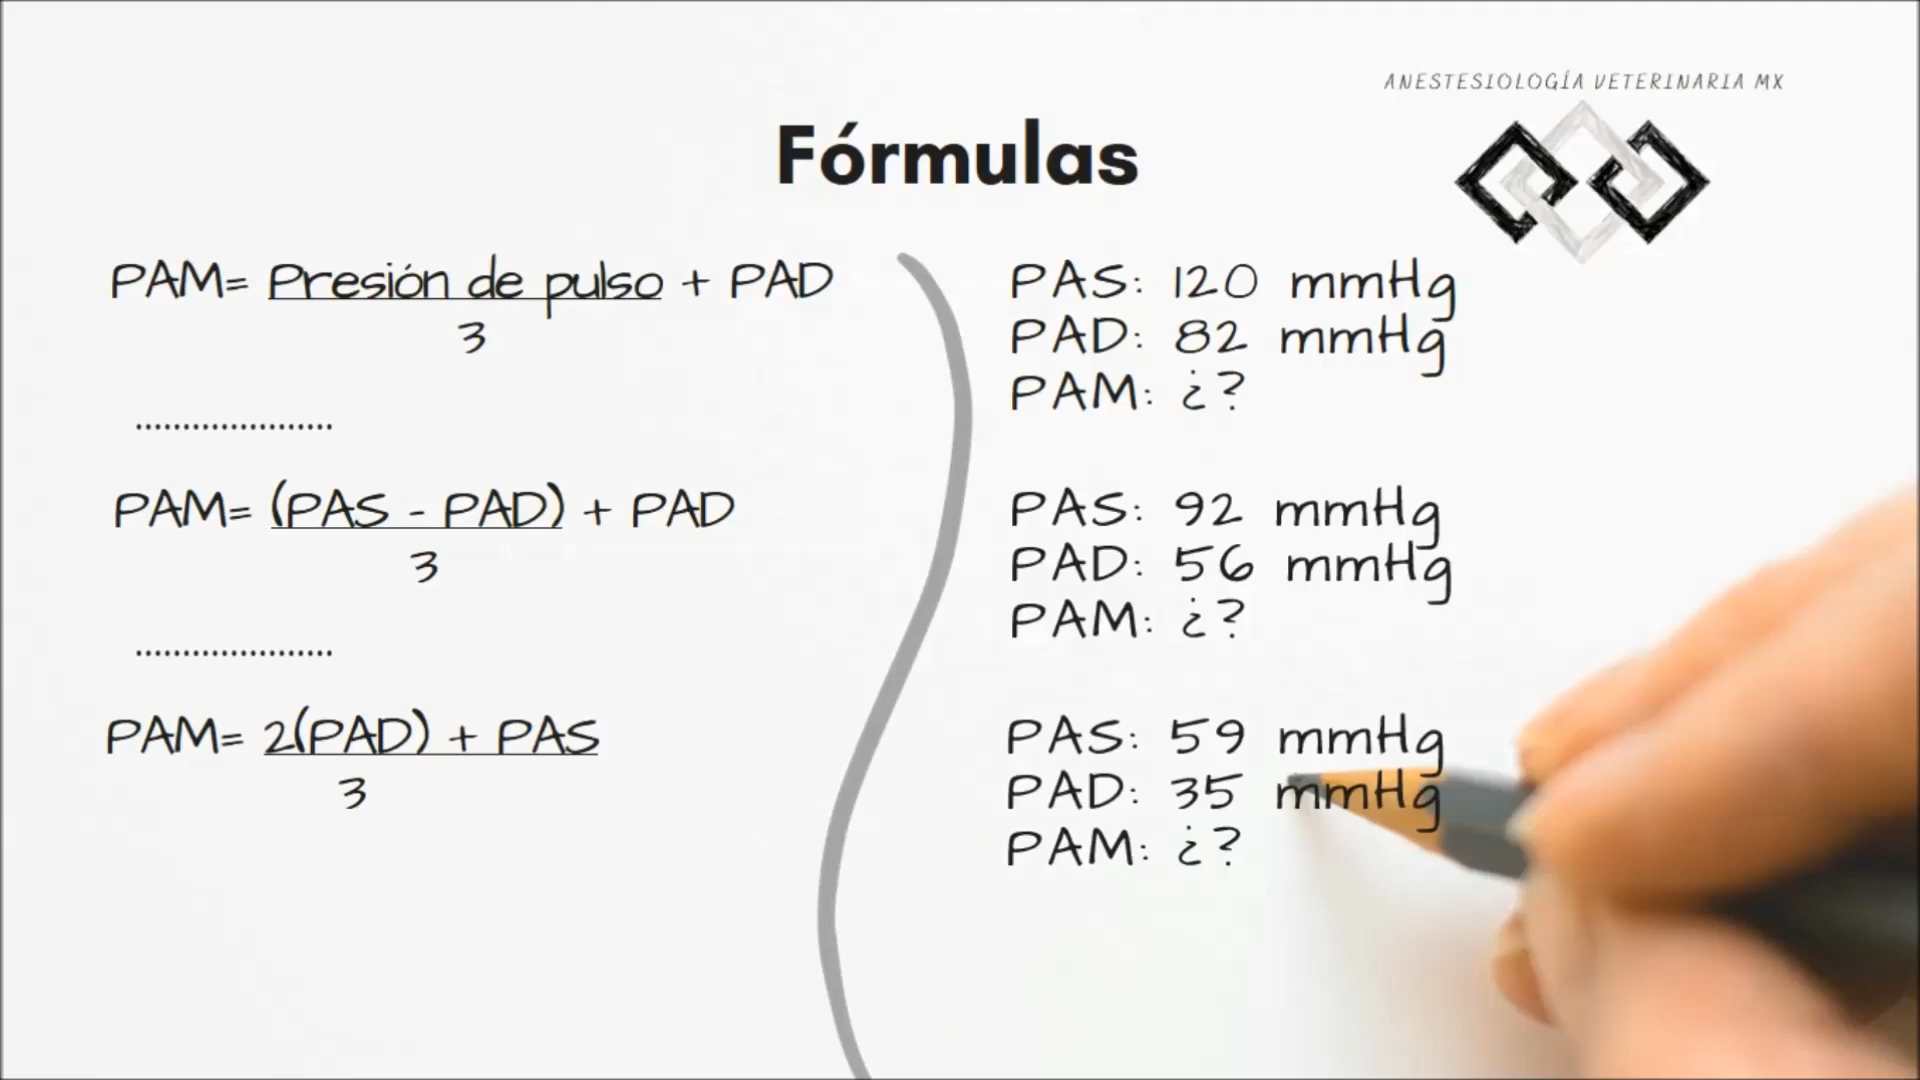 ANESTESIOLOGÍA VETERINARIA MX
Fórmulas
PAM= Presión de pulso + PAD
3
.....................
PAM= (PAS - PAD) + PAD
3
.....................
PAM= 2(PAD) + PAS
3
PAS: 120 mmHg
PAD: 82 mmHg
PAM: ¿?
PAS: 92 mmHg
PAD: 56 mmHg
PAM: ¿?
PAS: 59 mmHg
PAD: 35 mmHg
PAM: ¿?